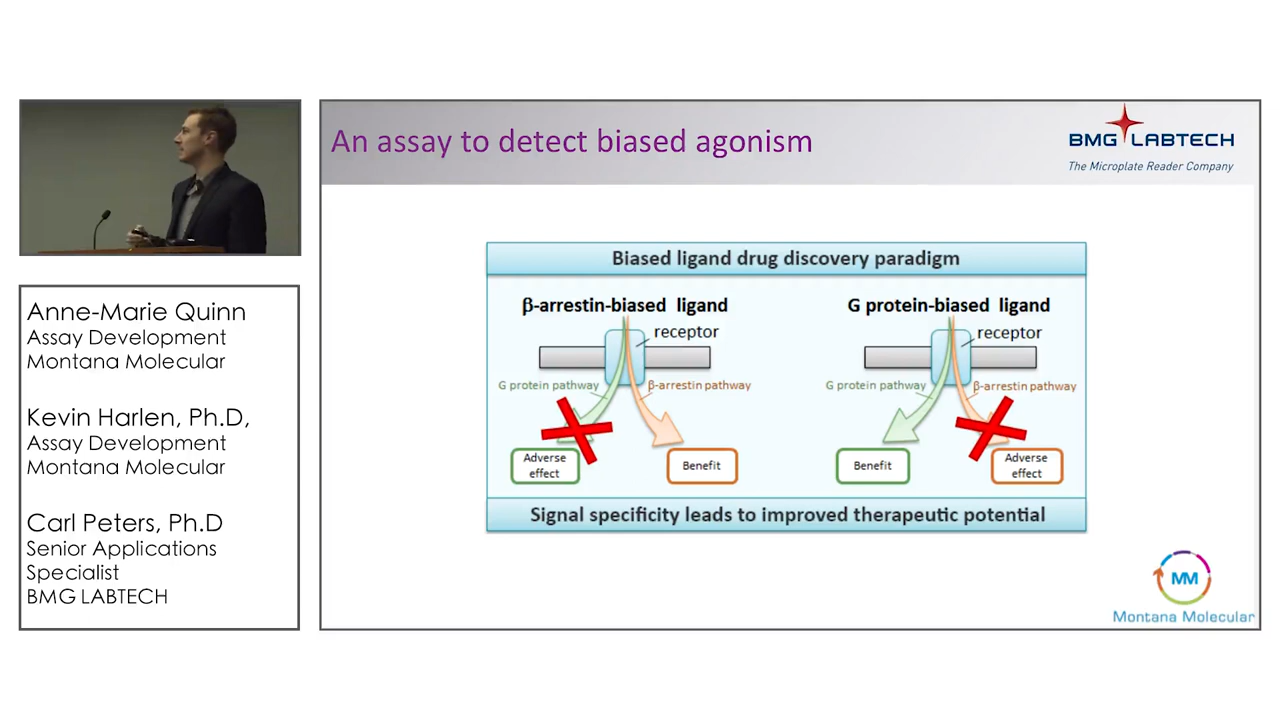 An assay to detect biased agonism
BMG LABTECH
The Microplate Reader Company
Anne-Marie Quinn
Assay Development
Montana Molecular
Kevin Harlen, Ph.D,
Assay Development
Montana Molecular
Carl Peters, Ph.D
Senior Applications
Specialist
BMG LABTECH
Biased ligand drug discovery paradigm
β-arrestin-biased ligand
receptor
G protein pathway
β-arrestin pathway
Adverse
effect
Benefit
G protein-biased ligand
receptor
G protein pathway
β-arrestin pathway
Benefit
Adverse
effect
Signal specificity leads to improved therapeutic potential
MM
Montana Molecular